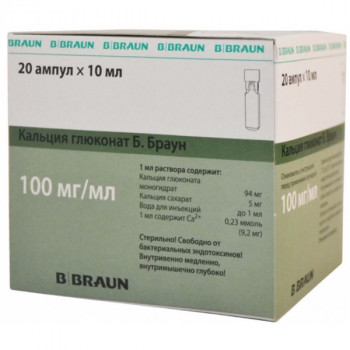 B|BRAUN B|BRAUN B|BRAUN
20 ампул x 10 мл
20 ампул x 10 мл
Кальция глюконат Б. Браун
100 мг/мл
1 мл раствора содержит:
Кальция глюконата
моногидрат 94 мг
Кальция сахарат 5 мг
Вода для инъекций до 1 мл
1 мл содержит Ca²⁺ 0,23 ммоль
(9,2 мг)
Стерильно! Свободно от
бактериальных эндотоксинов!
Внутривенно медленно,
внутримышечно глубоко!
B|BRAUN
Кальция глюконат Б. Браун
100 мг/мл
B|BRAUN